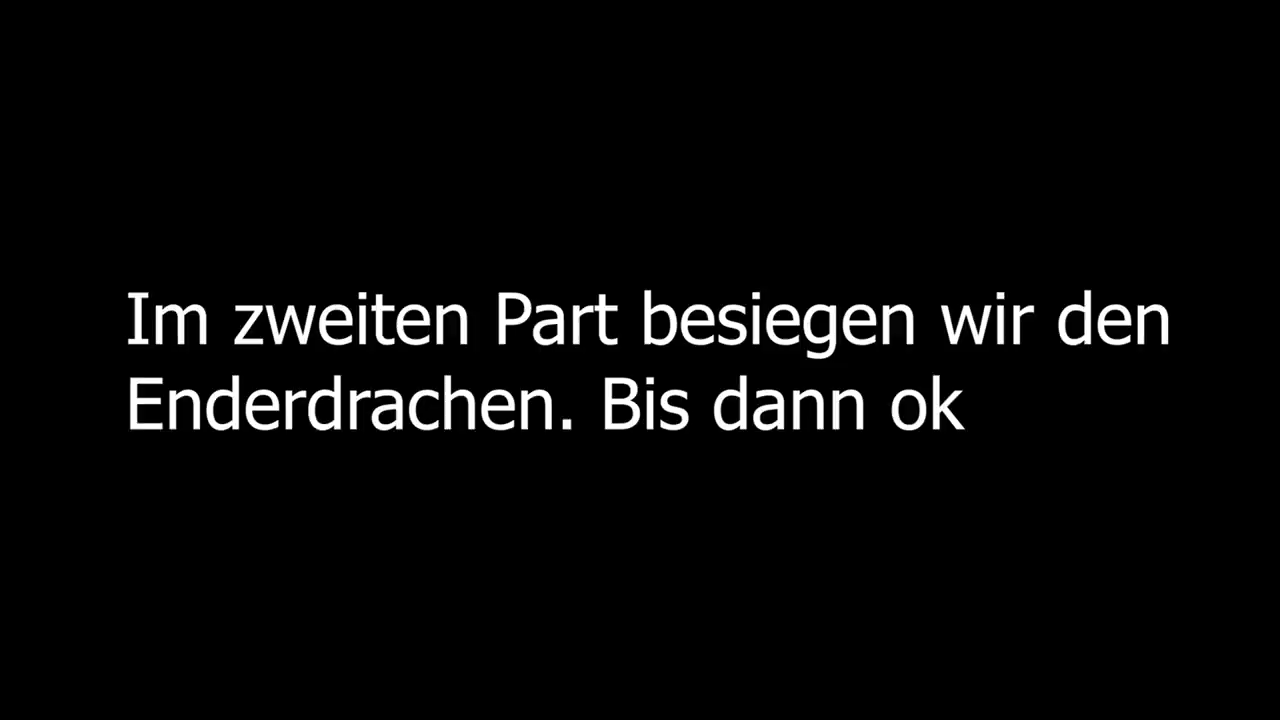 Im zweiten Part besiegen wir den
Enderdrachen. Bis dann ok